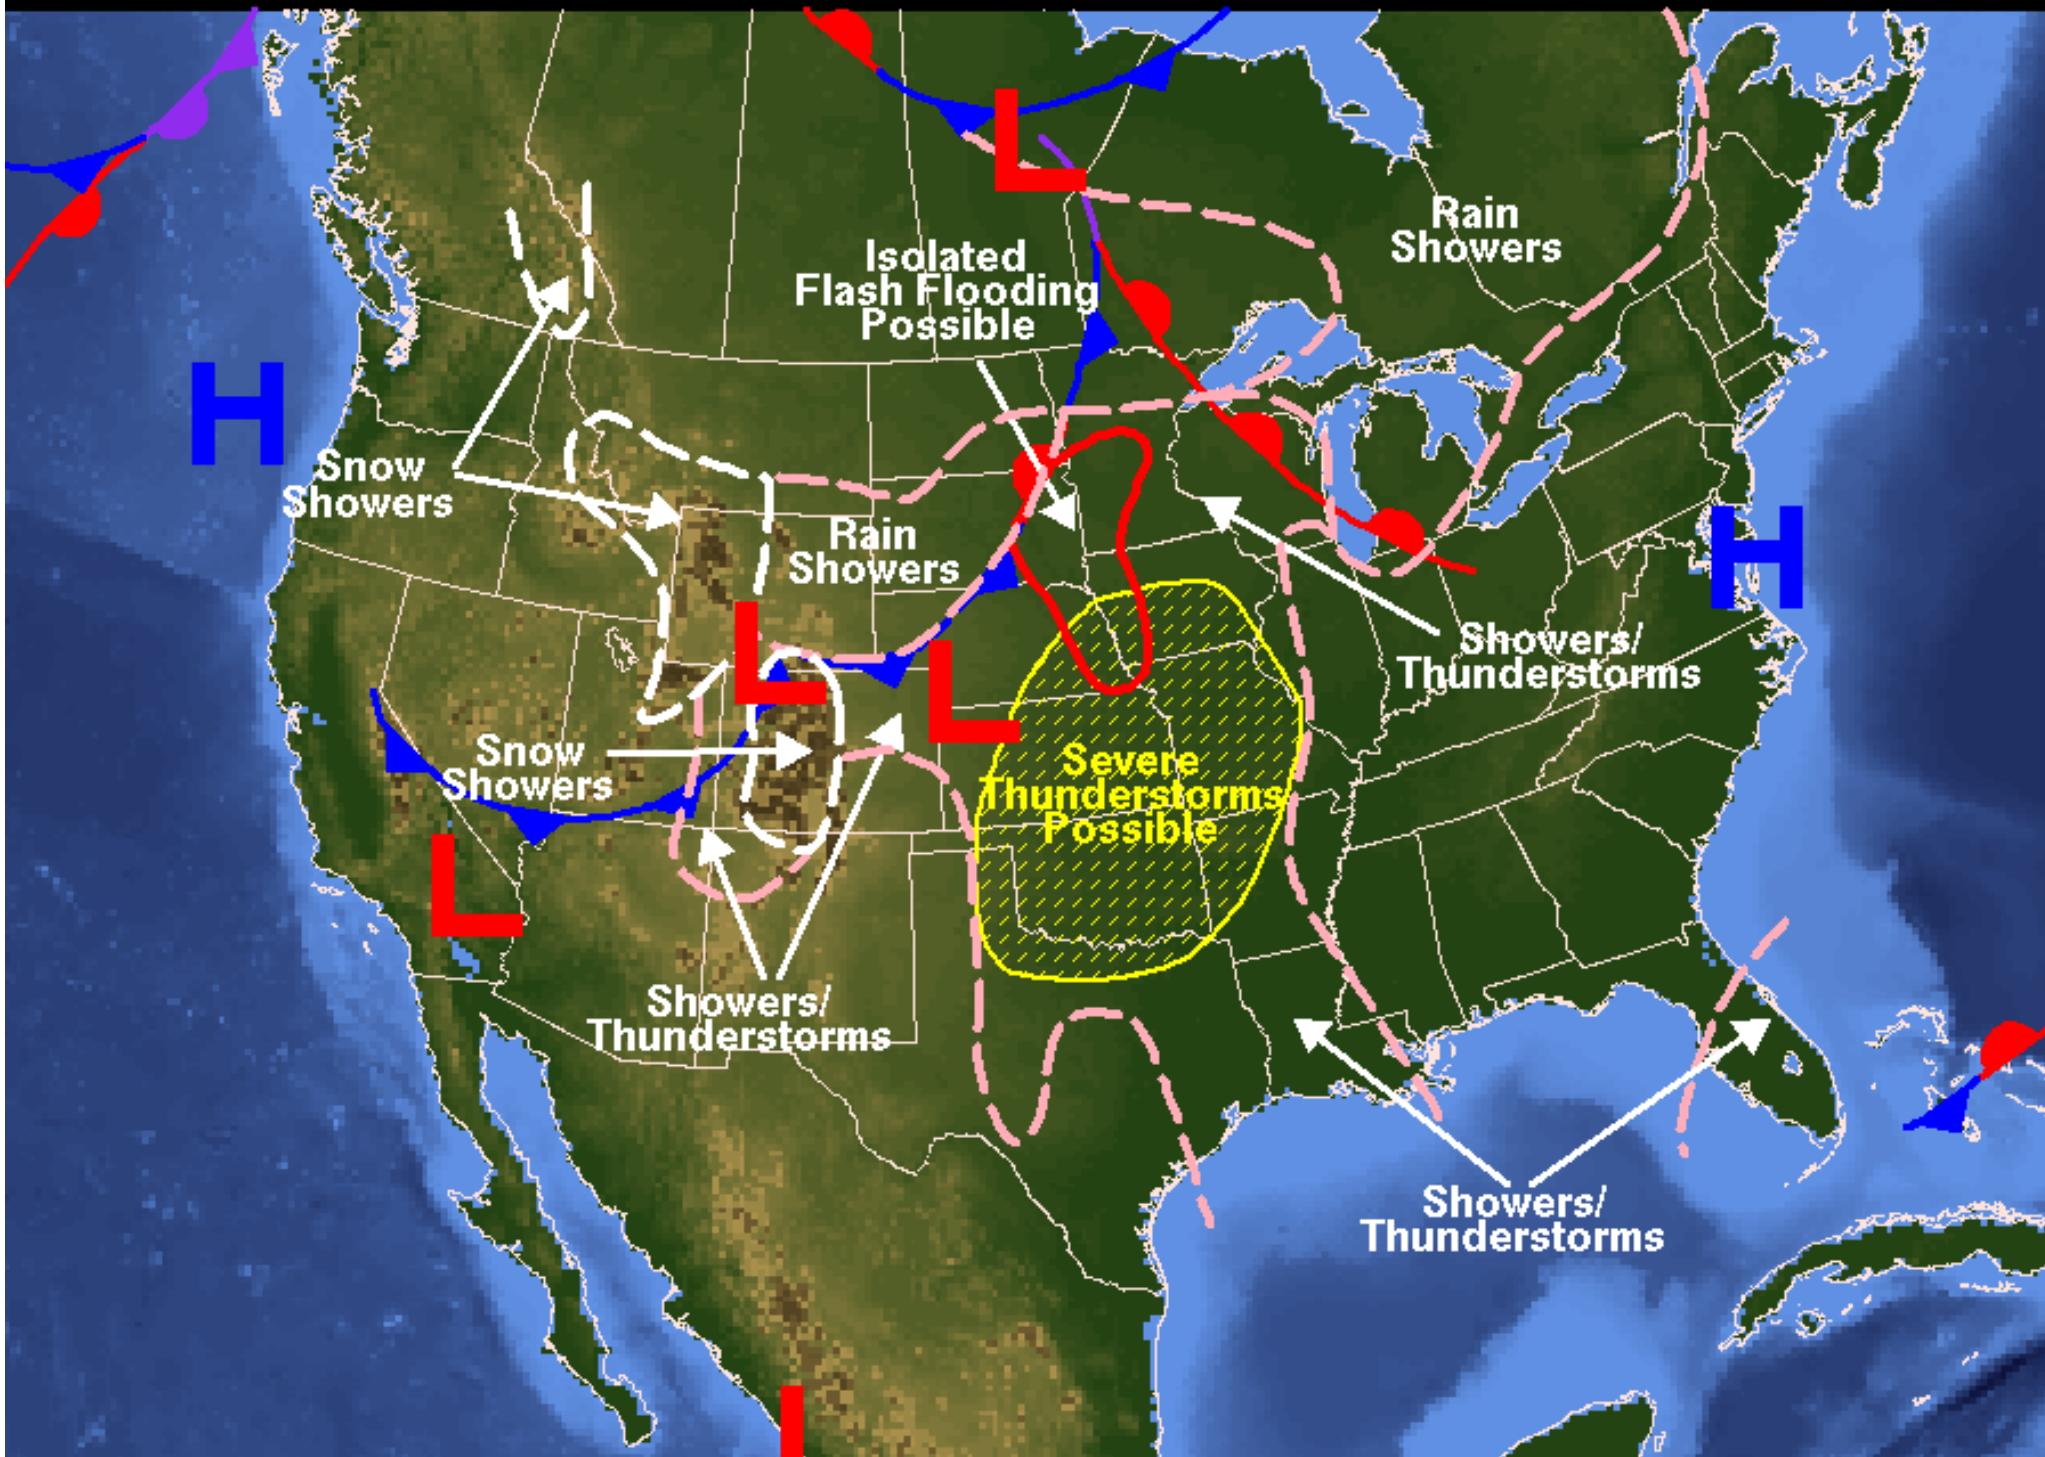 Rain
Showers
Isolated
Flash Flooding
Possible
L
H
Snow
Showers
Rain
Showers
H
Showers/
Thunderstorms
L
L
Snow
Showers
Severe
Thunderstorms
Possible
L
Showers/
Thunderstorms
Showers/
Thunderstorms